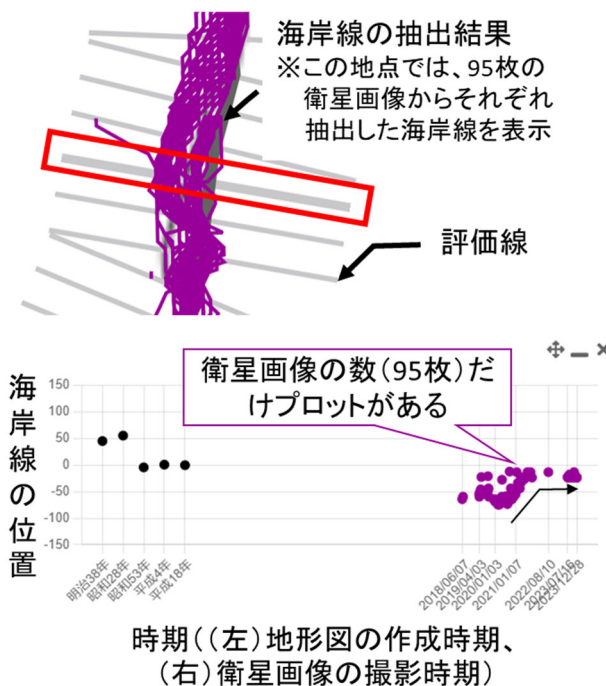 海岸線の抽出結果
※この地点では、95枚の
衛星画像からそれぞれ
抽出した海岸線を表示
評価線
衛星画像の数(95枚)だ
けプロットがある
海岸線の位置
150
100
50
0
-50
-100
-150
明治38年
昭和28年
昭和53年
平成4年
平成18年
2018/06/07
2019/04/03
2020/01/03
2021/01/07
2022/08/10
2023/07/16
2023/12/28
時期((左)地形図の作成時期、
(右)衛星画像の撮影時期)